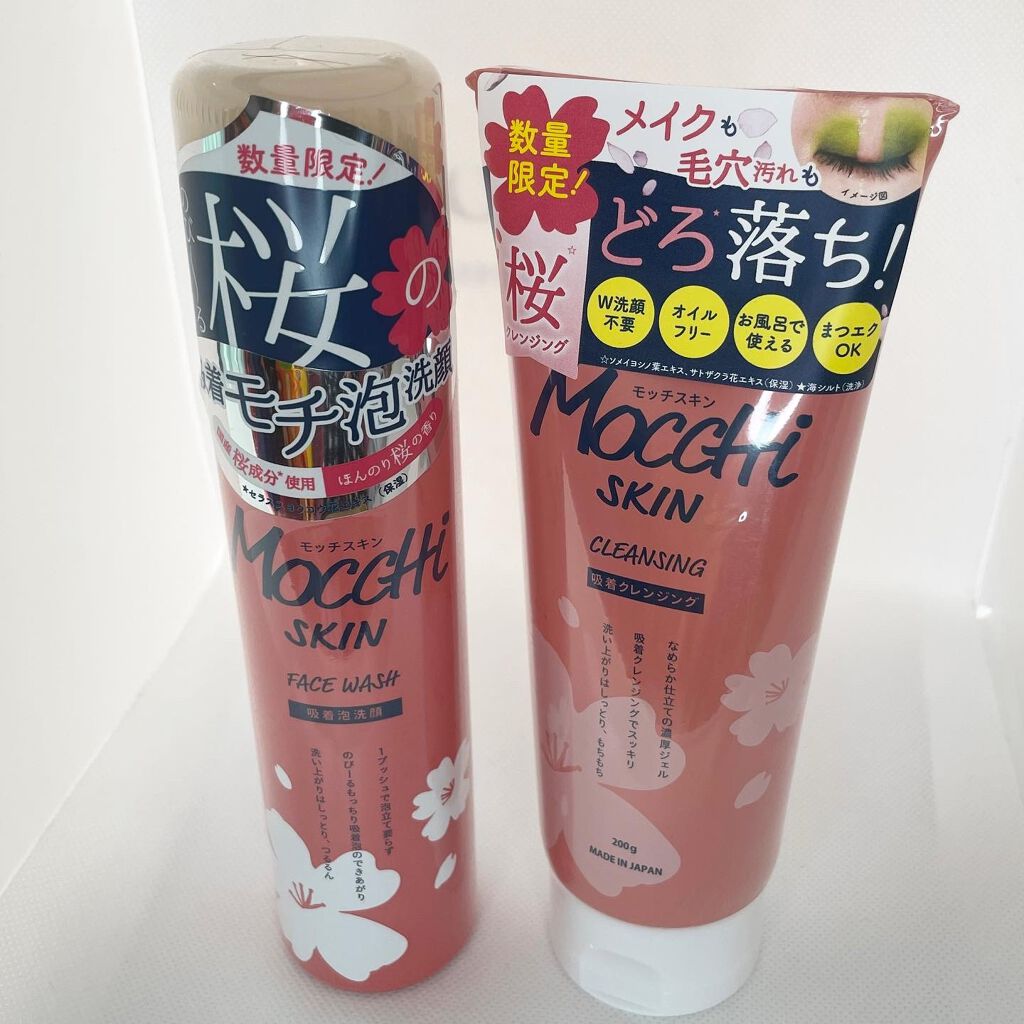 数量限定!
桜の
着モチ泡洗顔
桜成分*使用
ほんのり桜の香り
(保湿)
モッチスキン
MOCCHi
SKIN
FACE WASH
吸着泡洗顔
1プッシュで泡立て要らず
のびーるもっちり吸着泡のできあがり
洗い上がりはしっとり、つるるん
数量
限定!
桜
クレンジング
メイクも
毛穴汚れも
イメージ図
どろ落ち!
W洗顔
不要
オイル
フリー
お風呂で
使える
まつエク
OK
☆ソメイヨシノ葉エキス、サトザクラ花エキス(保湿) ★海シルト(洗浄)
モッチスキン
MOCCHi
SKIN
CLEANSING
吸着クレンジング
なめらか仕立ての濃厚ジェル
吸着クレンジングでスッキリ
洗い上がりはしっとり、もちもち
200g
MADE IN JAPAN